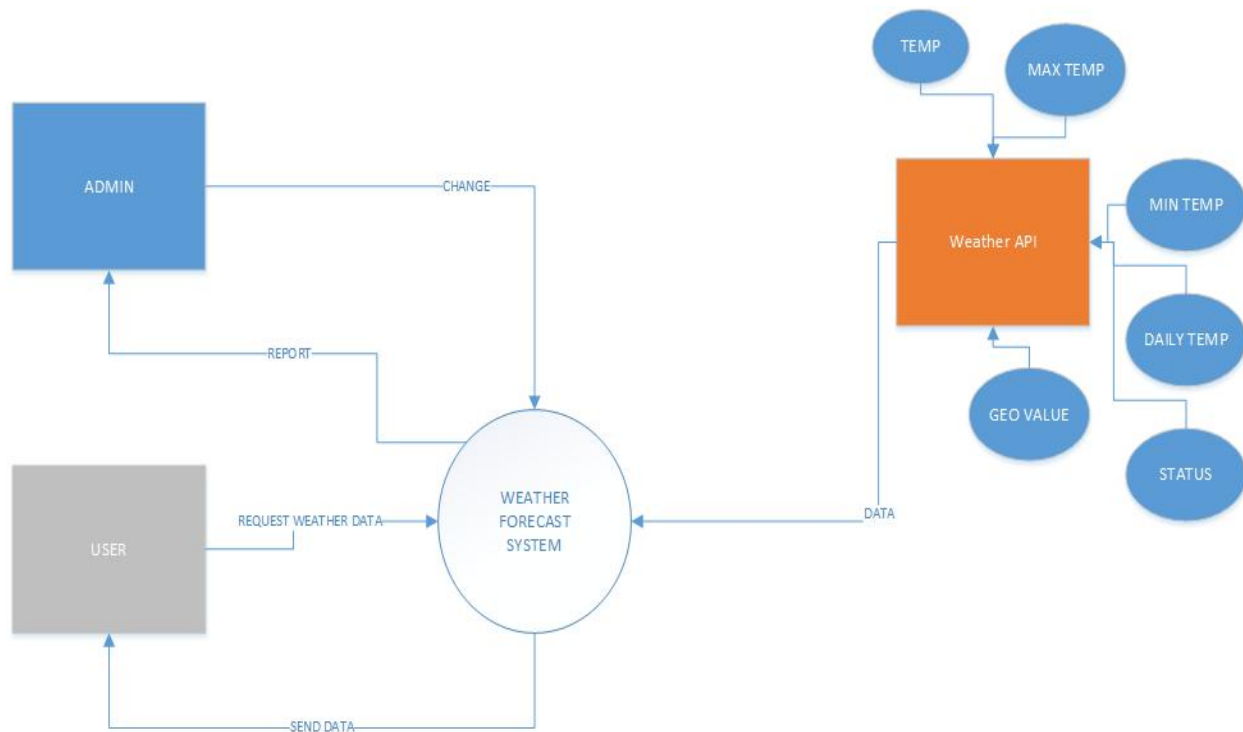 TEMP
MAX TEMP
ADMIN
CHANGE
MIN TEMP
Weather API
DAILY TEMP
REPORT
GEO VALUE
STATUS
WEATHER
FORECAST
SYSTEM
REQUEST WEATHER DATA
DATA
USER
SEND DATA